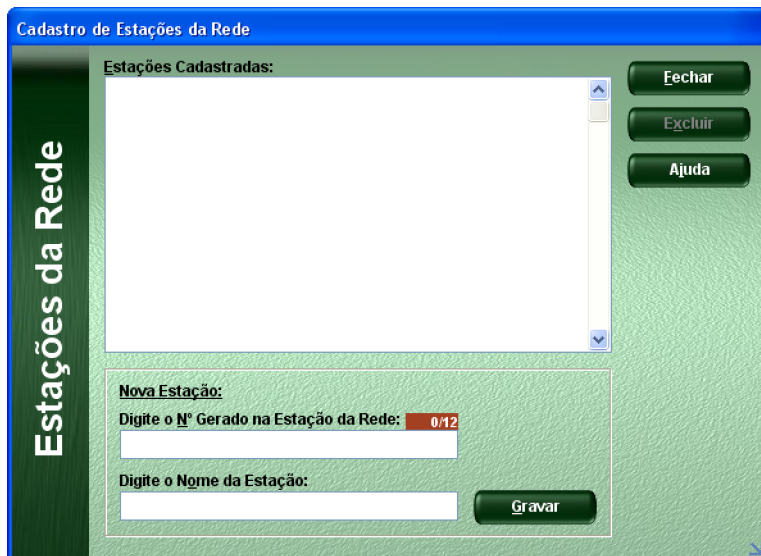 Cadastro de Estações da Rede
Estações da Rede
Estações Cadastradas:
Fechar
Excluir
Ajuda
Nova Estação:
Digite o Nº Gerado na Estação da Rede: 0/12
Digite o Nome da Estação:
Gravar